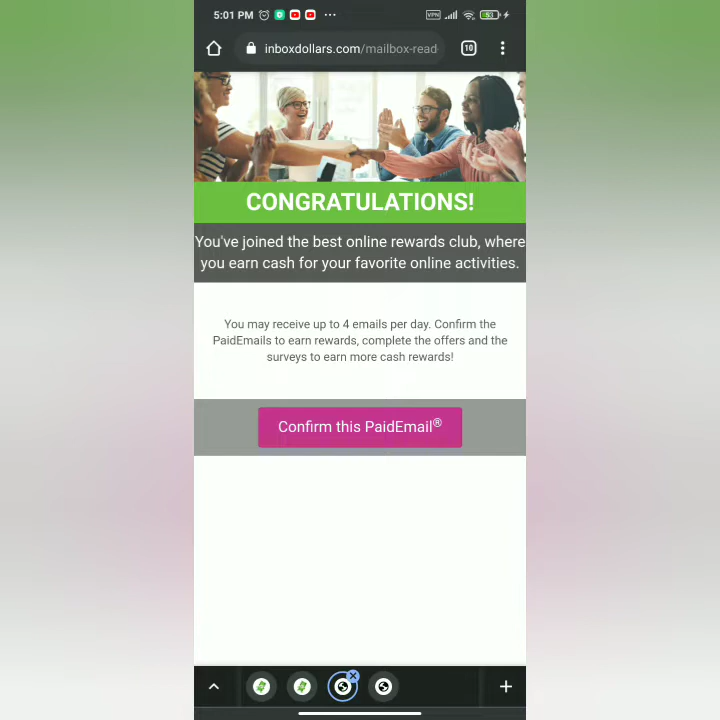 5:01 PM
VPN
53
inboxdollars.com/mailbox-read
10
CONGRATULATIONS!
You've joined the best online rewards club, where
you earn cash for your favorite online activities.
You may receive up to 4 emails per day. Confirm the
PaidEmails to earn rewards, complete the offers and the
surveys to earn more cash rewards!
Confirm this PaidEmail®